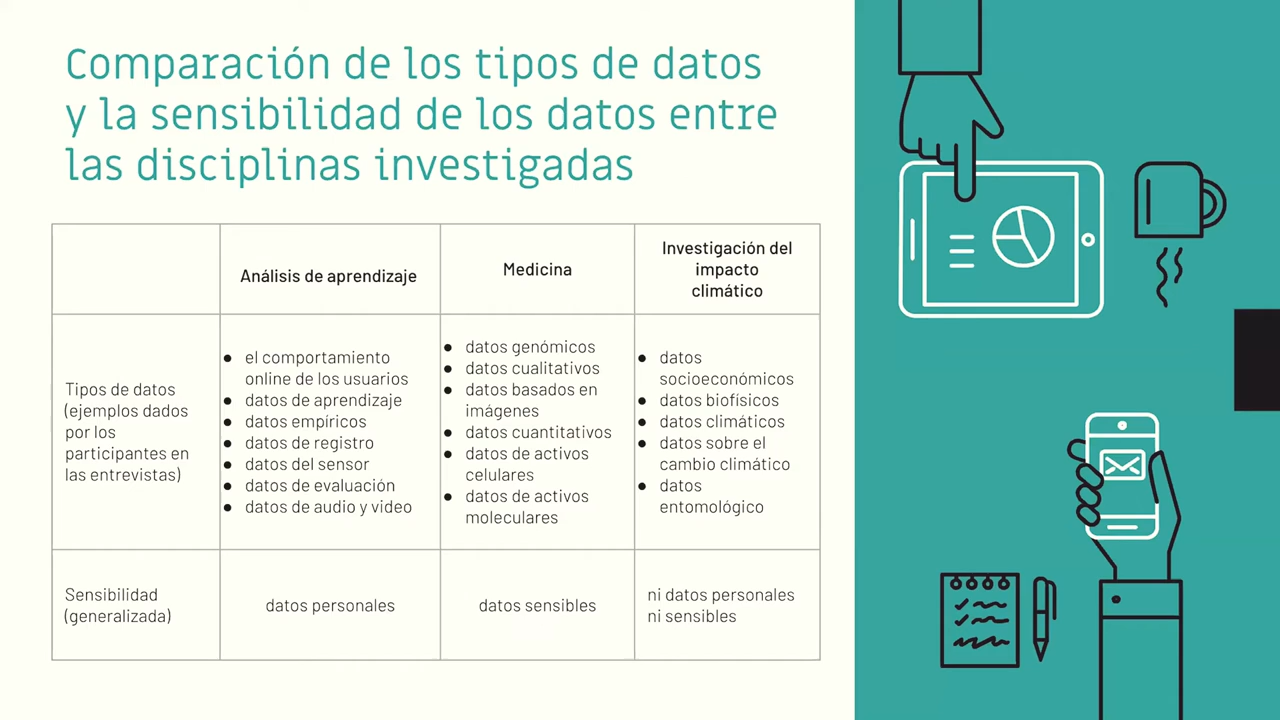 Comparación de los tipos de datos
y la sensibilidad de los datos entre
las disciplinas investigadas
Análisis de aprendizaje
Medicina
Investigación del
impacto
climático
Tipos de datos
(ejemplos dados
por los
participantes en
las entrevistas)
● el comportamiento
online de los usuarios
● datos de aprendizaje
● datos empíricos
● datos de registro
● datos del sensor
● datos de evaluación
● datos de audio y video
● datos genómicos
● datos cualitativos
● datos basados en
imágenes
● datos cuantitativos
● datos de activos
celulares
● datos de activos
moleculares
● datos
socioeconómicos
● datos biofísicos
● datos climáticos
● datos sobre el
cambio climático
● datos
entomológico
Sensibilidad
(generalizada)
datos personales
datos sensibles
ni datos personales
ni sensibles